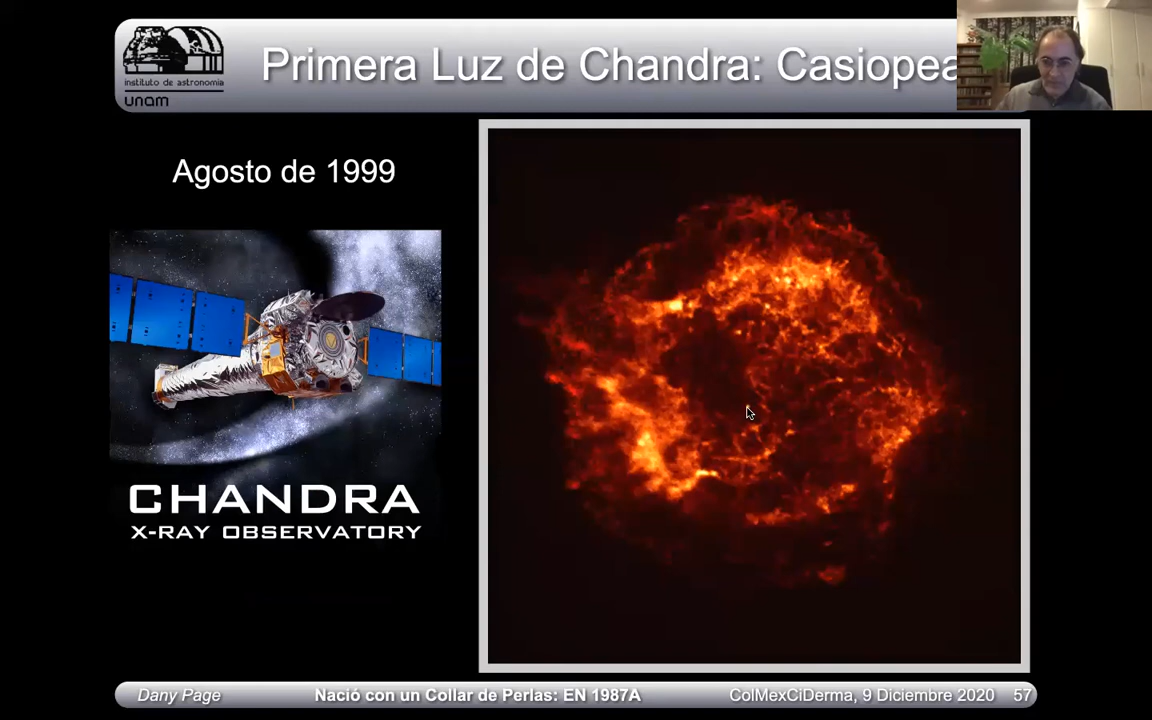 instituto de astronomía
unam
Primera Luz de Chandra: Casiopea
Agosto de 1999
CHANDRA
X-RAY OBSERVATORY
Dany Page
Nació con un Collar de Perlas: EN 1987A
ColMexCiDerma, 9 Diciembre 2020 57